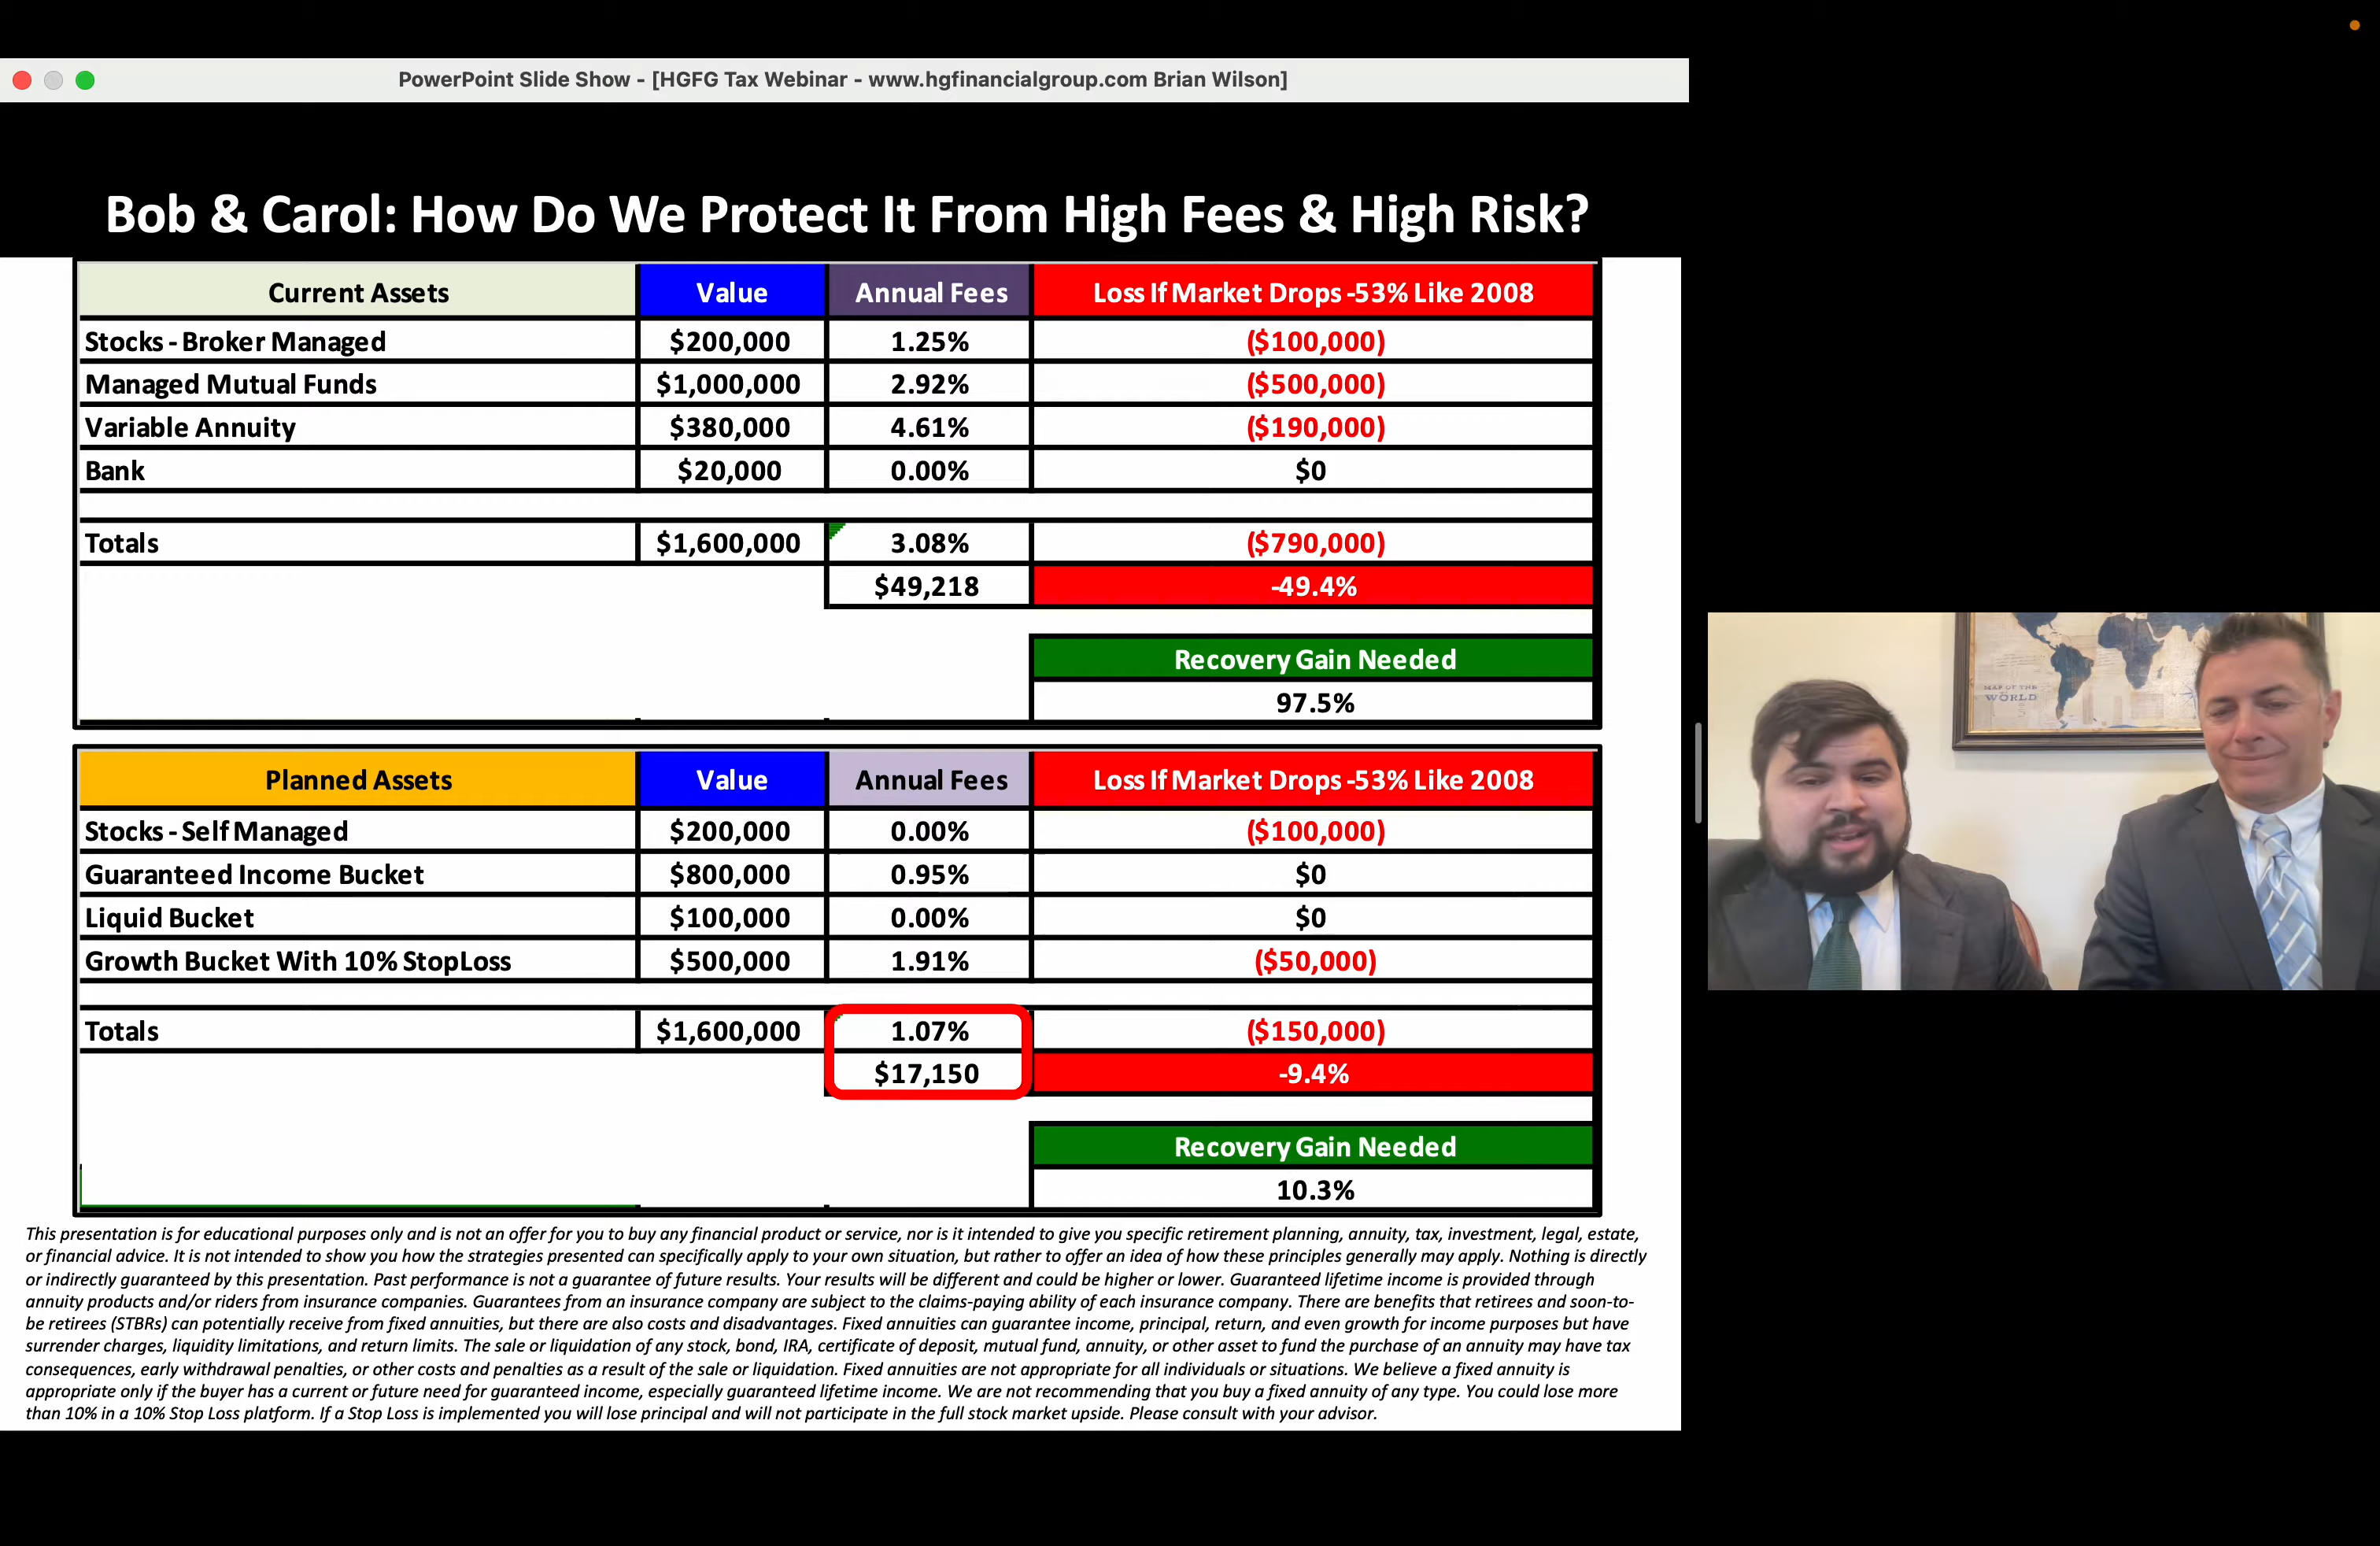 PowerPoint Slide Show - [HGFG Tax Webinar - www.hgfinancialgroup.com Brian Wilson]
Bob & Carol: How Do We Protect It From High Fees & High Risk?
Current Assets Value Annual Fees Loss If Market Drops -53% Like 2008
Stocks - Broker Managed $200,000 1.25% ($100,000)
Managed Mutual Funds $1,000,000 2.92% ($500,000)
Variable Annuity $380,000 4.61% ($190,000)
Bank $20,000 0.00% $0
Totals $1,600,000 3.08% ($790,000)
$49,218 -49.4%
Recovery Gain Needed
97.5%
Planned Assets Value Annual Fees Loss If Market Drops -53% Like 2008
Stocks - Self Managed $200,000 0.00% ($100,000)
Guaranteed Income Bucket $800,000 0.95% $0
Liquid Bucket $100,000 0.00% $0
Growth Bucket With 10% StopLoss $500,000 1.91% ($50,000)
Totals $1,600,000 1.07% ($150,000)
$17,150 -9.4%
Recovery Gain Needed
10.3%
This presentation is for educational purposes only and is not an offer for you to buy any financial product or service, nor is it intended to give you specific retirement planning, annuity, tax, investment, legal, estate,
or financial advice. It is not intended to show you how the strategies presented can specifically apply to your own situation, but rather to offer an idea of how these principles generally may apply. Nothing is directly
or indirectly guaranteed by this presentation. Past performance is not a guarantee of future results. Your results will be different and could be higher or lower. Guaranteed lifetime income is provided through
annuity products and/or riders from insurance companies. Guarantees from an insurance company are subject to the claims-paying ability of each insurance company. There are benefits that retirees and soon-to-
be retirees (STBRs) can potentially receive from fixed annuities, but there are also costs and disadvantages. Fixed annuities can guarantee income, principal, return, and even growth for income purposes but have
surrender charges, liquidity limitations, and return limits. The sale or liquidation of any stock, bond, IRA, certificate of deposit, mutual fund, annuity, or other asset to fund the purchase of an annuity may have tax
consequences, early withdrawal penalties, or other costs and penalties as a result of the sale or liquidation. Fixed annuities are not appropriate for all individuals or situations. We believe a fixed annuity is
appropriate only if the buyer has a current or future need for guaranteed income, especially guaranteed lifetime income. We are not recommending that you buy a fixed annuity of any type. You could lose more
than 10% in a 10% Stop Loss platform. If a Stop Loss is implemented you will lose principal and will not participate in the full stock market upside. Please consult with your advisor.
MAP OF THE
WORLD